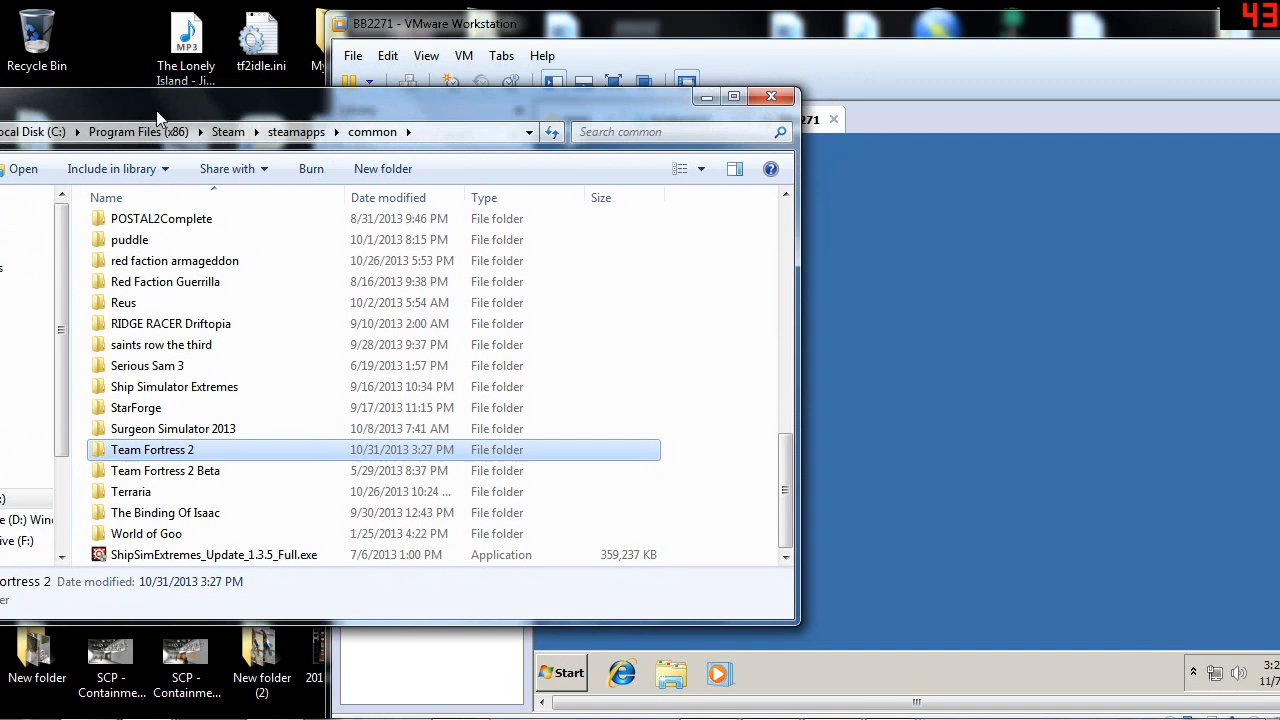 43
BB2271 - VMware Workstation
File Edit View VM Tabs Help
Recycle Bin
The Lonely
Island - Ji...
tf2idle.ini
My
271
ocal Disk (C:) Program Files (x86) Steam steamapps common
Search common
Open Include in library Share with Burn New folder
Name Date modified Type Size
POSTAL2Complete 8/31/2013 9:46 PM File folder
puddle 10/1/2013 8:15 PM File folder
red faction armageddon 10/26/2013 5:53 PM File folder
Red Faction Guerrilla 8/16/2013 9:38 PM File folder
Reus 10/2/2013 5:54 AM File folder
RIDGE RACER Driftopia 9/10/2013 2:00 AM File folder
saints row the third 9/28/2013 9:37 PM File folder
Serious Sam 3 6/19/2013 1:57 PM File folder
Ship Simulator Extremes 9/16/2013 10:34 PM File folder
StarForge 9/17/2013 11:15 PM File folder
Surgeon Simulator 2013 10/8/2013 7:41 AM File folder
Team Fortress 2 10/31/2013 3:27 PM File folder
Team Fortress 2 Beta 5/29/2013 8:37 PM File folder
Terraria 10/26/2013 10:24 ... File folder
The Binding Of Isaac 9/30/2013 12:43 PM File folder
World of Goo 1/25/2013 4:22 PM File folder
ShipSimExtremes_Update_1.3.5_Full.exe 7/6/2013 1:00 PM Application 359,237 KB
s
:)
e (D:) Wind
ive (F:)
ortress 2 Date modified: 10/31/2013 3:27 PM
er
New folder
SCP -
Containme...
SCP -
Containme...
New folder
(2)
201
Start
3:2
11/7